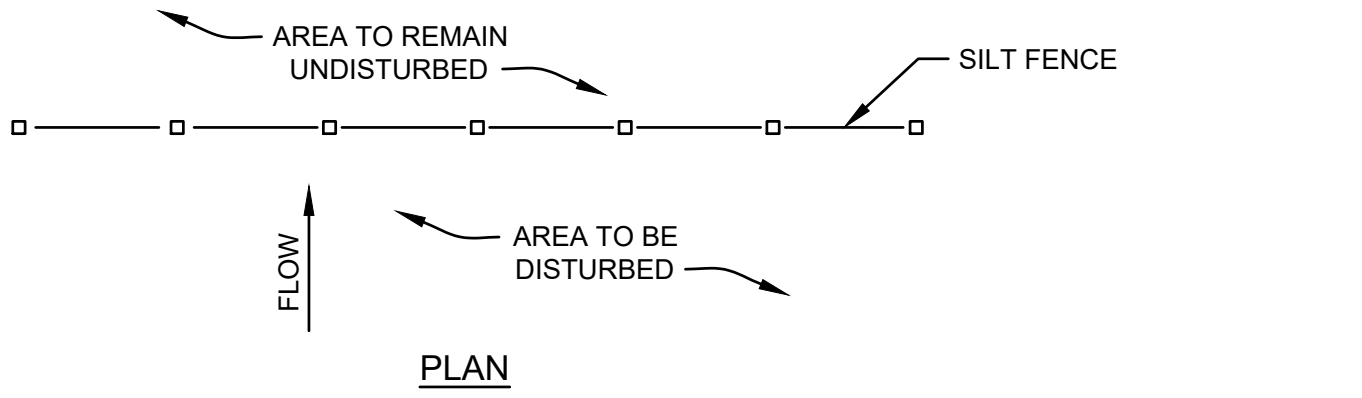 AREA TO REMAIN
UNDISTURBED
SILT FENCE
FLOW
AREA TO BE
DISTURBED
PLAN